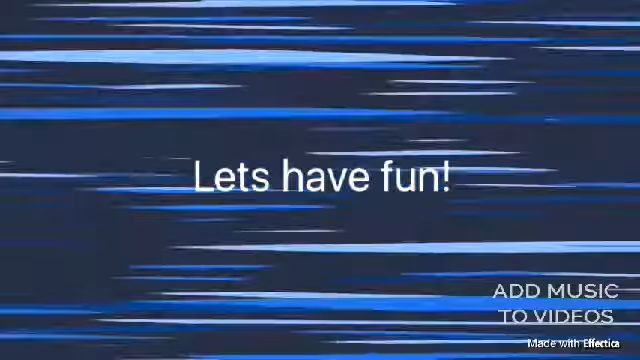 Lets have fun!
ADD MUSIC
TO VIDEOS
Made with Effectica